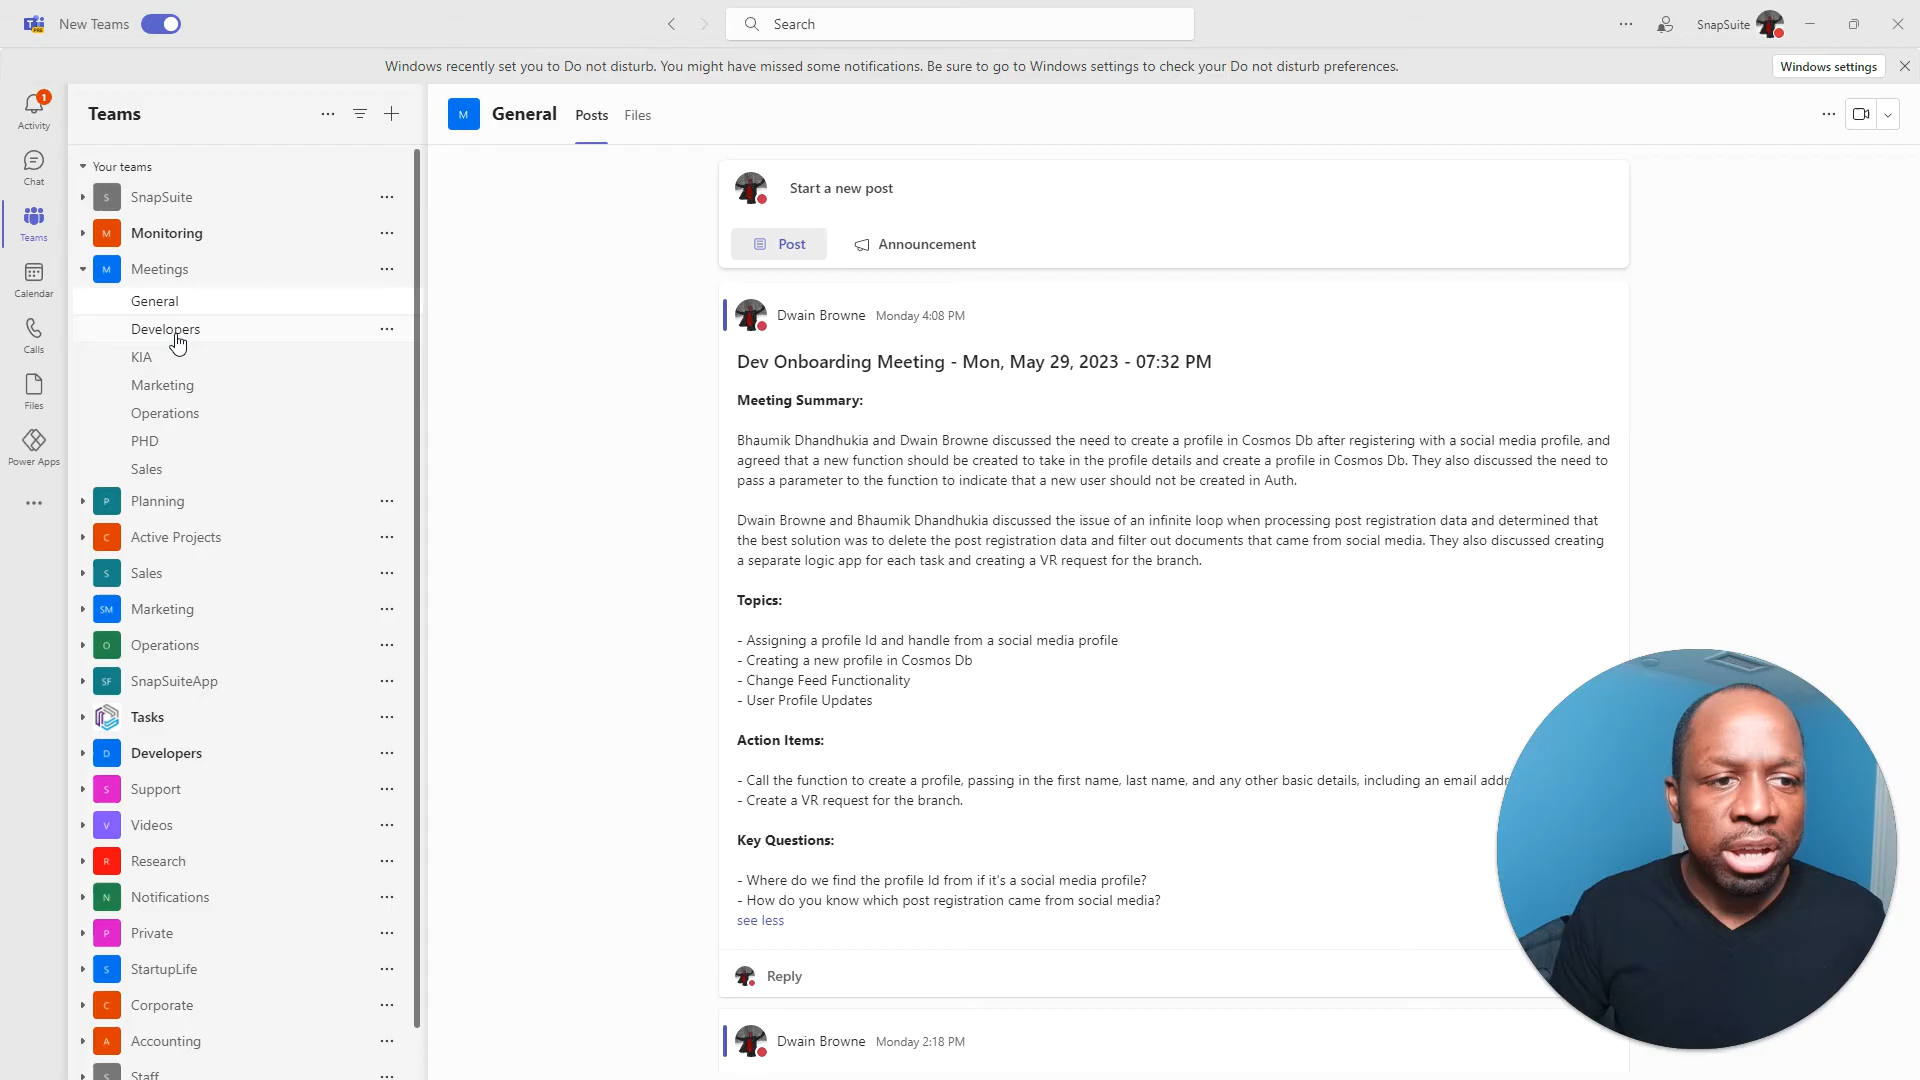 New Teams
Search
SnapSuite
Windows recently set you to Do not disturb. You might have missed some notifications. Be sure to go to Windows settings to check your Do not disturb preferences.
Windows settings
1
Activity
Chat
Teams
Calendar
Calls
Files
Power Apps
Teams
Your teams
S SnapSuite
M Monitoring
M Meetings
General
Developers
KIA
Marketing
Operations
PHD
Sales
P Planning
C Active Projects
S Sales
SM Marketing
O Operations
SF SnapSuiteApp
Tasks
D Developers
S Support
V Videos
R Research
N Notifications
P Private
S StartupLife
C Corporate
A Accounting
S Staff
M General Posts Files
Start a new post
Post Announcement
Dwain Browne Monday 4:08 PM
Dev Onboarding Meeting - Mon, May 29, 2023 - 07:32 PM
Meeting Summary:
Bhaumik Dhandhukia and Dwain Browne discussed the need to create a profile in Cosmos Db after registering with a social media profile, and
agreed that a new function should be created to take in the profile details and create a profile in Cosmos Db. They also discussed the need to
pass a parameter to the function to indicate that a new user should not be created in Auth.
Dwain Browne and Bhaumik Dhandhukia discussed the issue of an infinite loop when processing post registration data and determined that
the best solution was to delete the post registration data and filter out documents that came from social media. They also discussed creating
a separate logic app for each task and creating a VR request for the branch.
Topics:
- Assigning a profile Id and handle from a social media profile
- Creating a new profile in Cosmos Db
- Change Feed Functionality
- User Profile Updates
Action Items:
- Call the function to create a profile, passing in the first name, last name, and any other basic details, including an email addr
- Create a VR request for the branch.
Key Questions:
- Where do we find the profile Id from if it's a social media profile?
- How do you know which post registration came from social media?
see less
Reply
Dwain Browne Monday 2:18 PM